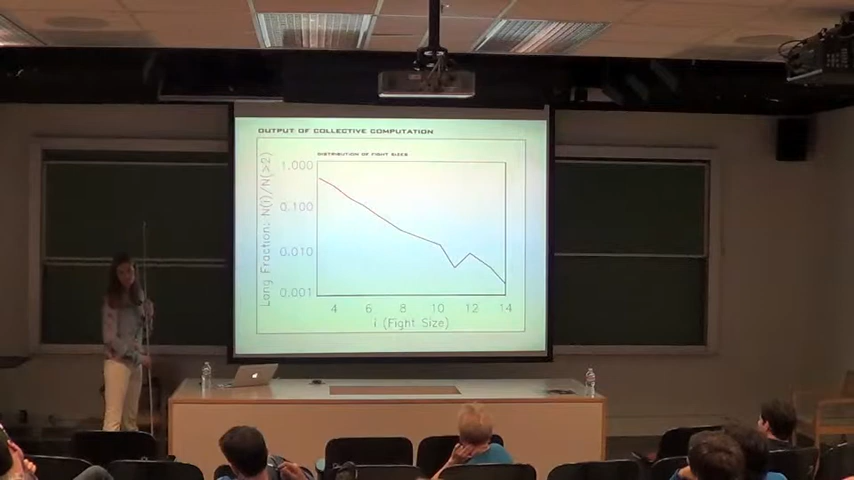 OUTPUT OF COLLECTIVE COMPUTATION
DISTRIBUTION OF FIGHT SIZES
1.000
0.100
0.010
0.001
Long Fraction: N(i)/N(>2)
4 6 8 10 12 14
i (Fight Size)